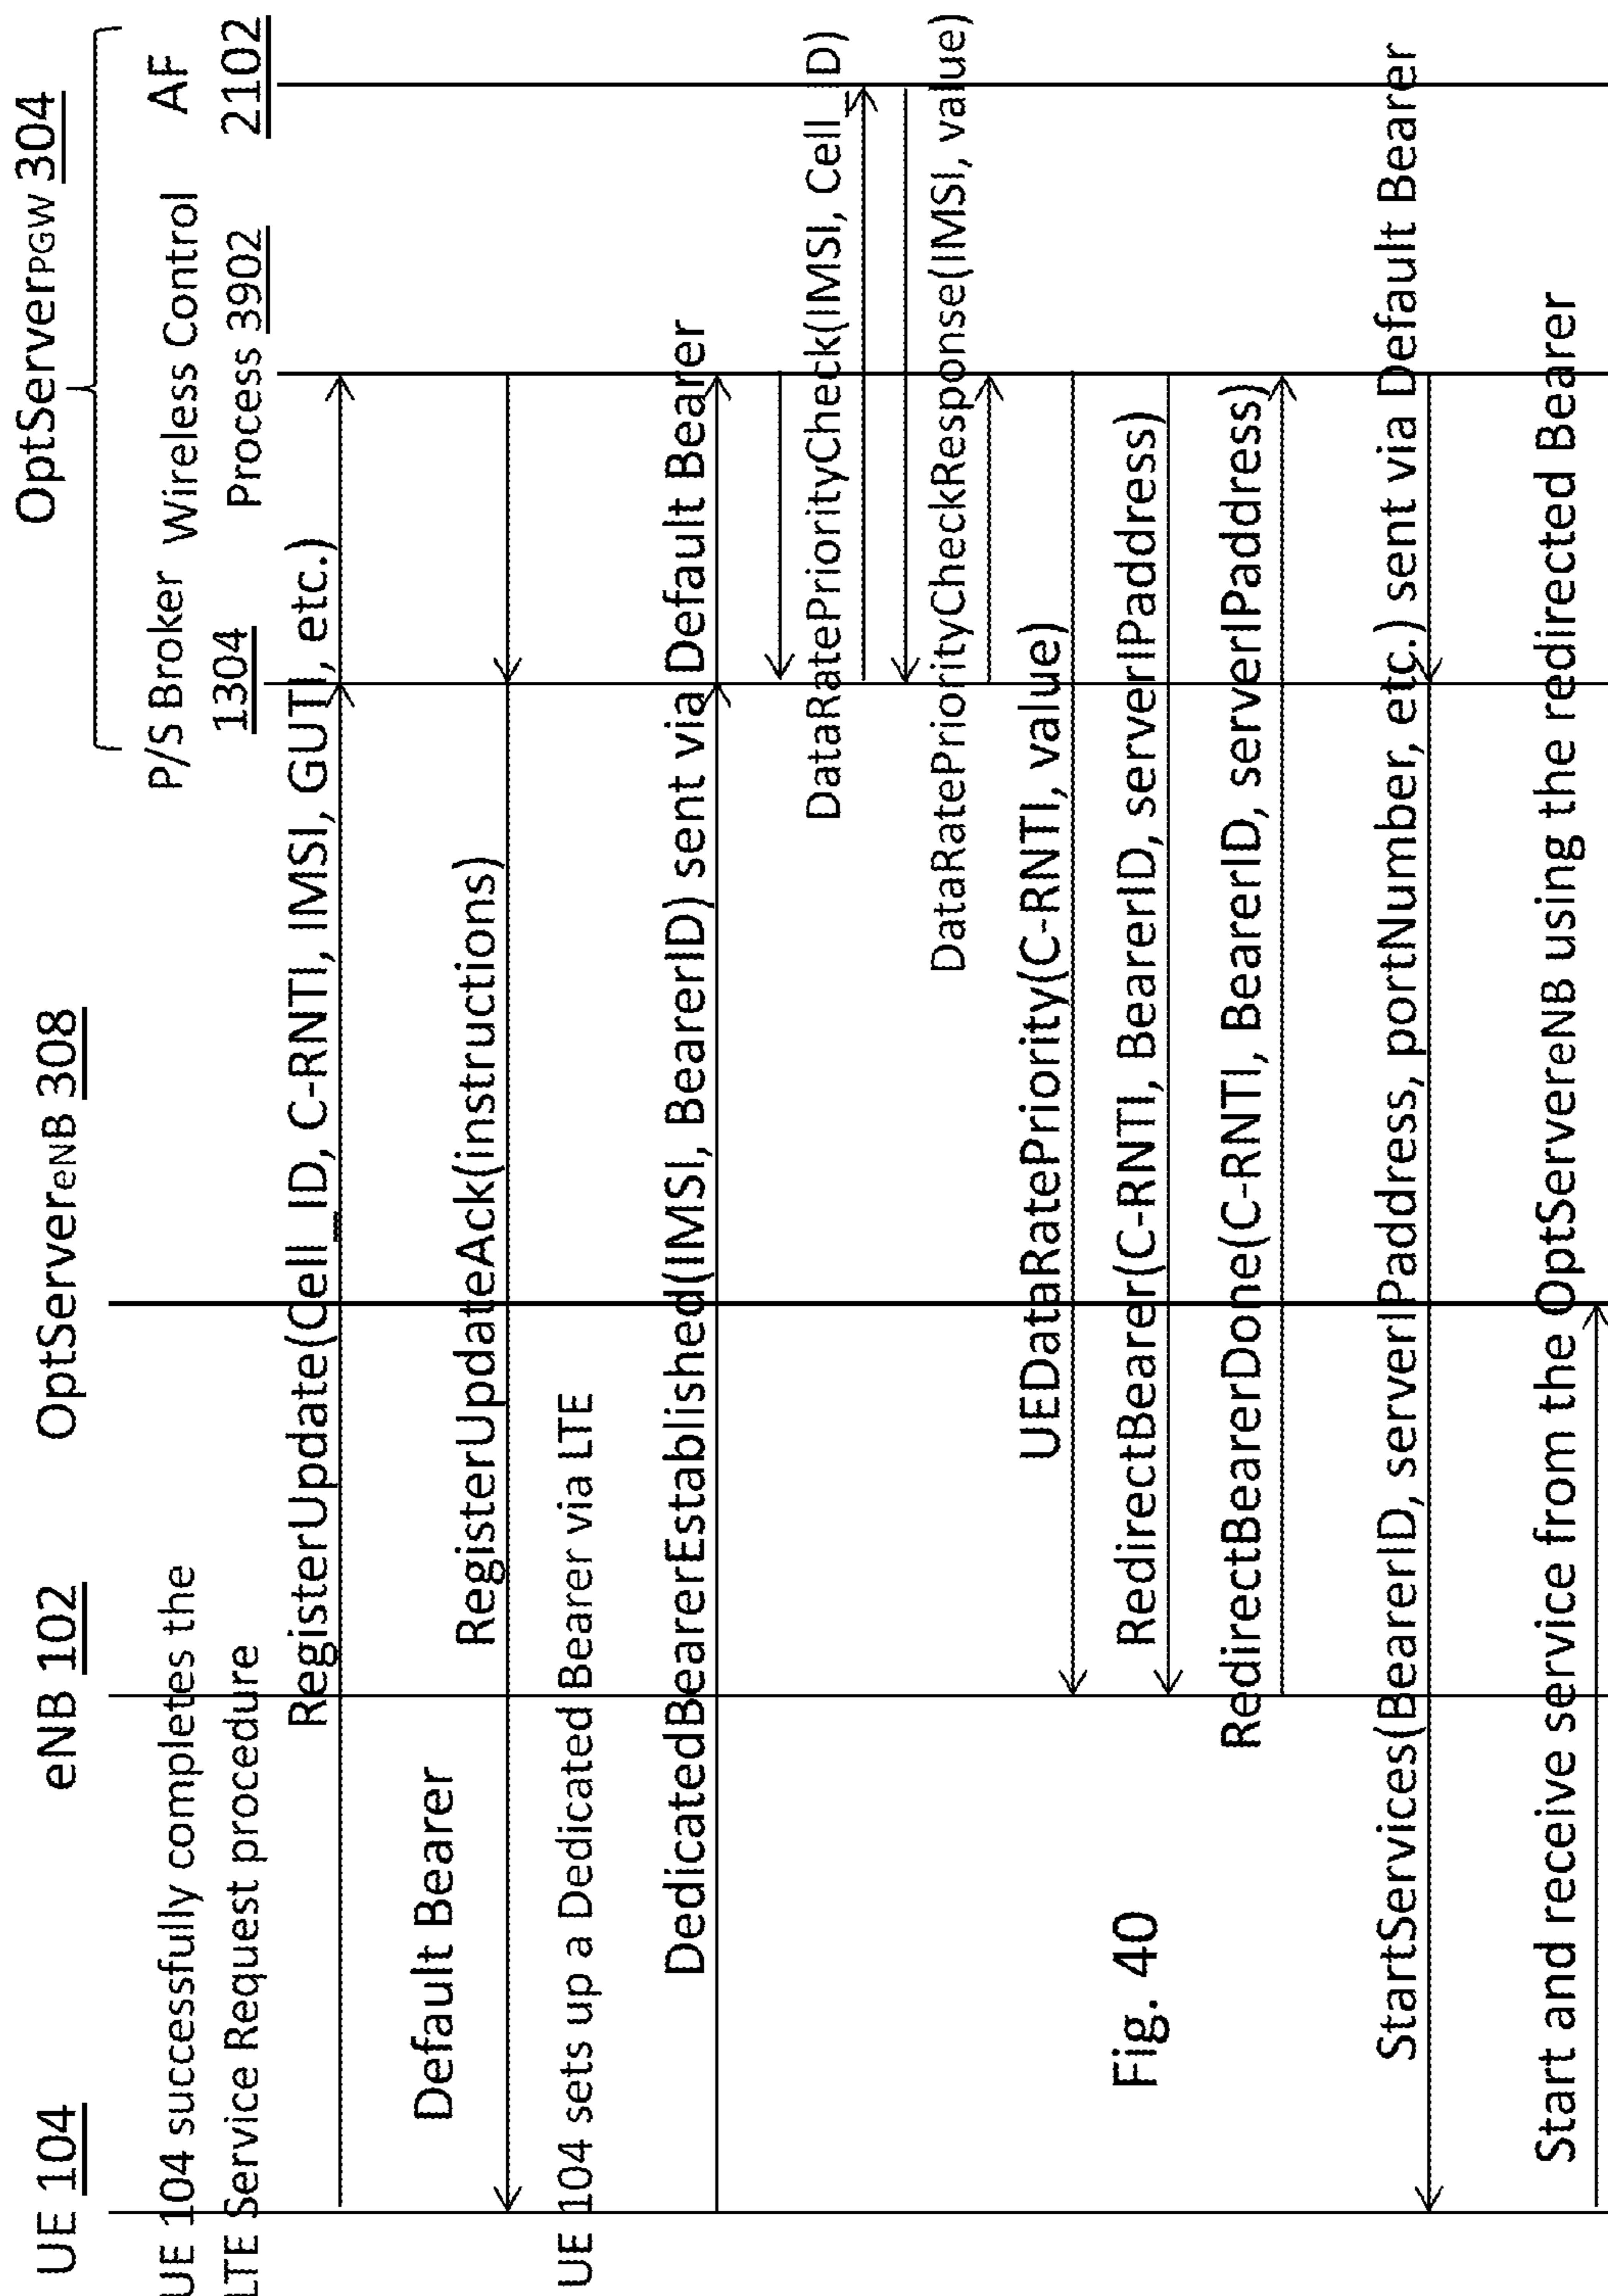 OptServerPGW 304
UE 104
eNB 102
OptServereNB 308
P/S Broker
1304
Wireless Control
Process 3902
AF
2102
UE 104 successfully completes the
LTE Service Request procedure
RegisterUpdate(Cell_ID, C-RNTI, IMSI, GUTI, etc.)
Default Bearer
RegisterUpdateAck(instructions)
UE 104 sets up a Dedicated Bearer via LTE
DedicatedBearerEstablished(IMSI, BearerID) sent via Default Bearer
DataRatePriorityCheck(IMSI, Cell_ID)
DataRatePriorityCheckResponse(IMSI, value)
UEDataRatePriority(C-RNTI, value)
RedirectBearer(C-RNTI, BearerID, serverIPaddress)
RedirectBearerDone(C-RNTI, BearerID, serverIPaddress)
StartServices(BearerID, serverIPaddress, portNumber, etc.) sent via Default Bearer
Start and receive service from the OptServereNB using the redirected Bearer
Fig. 40